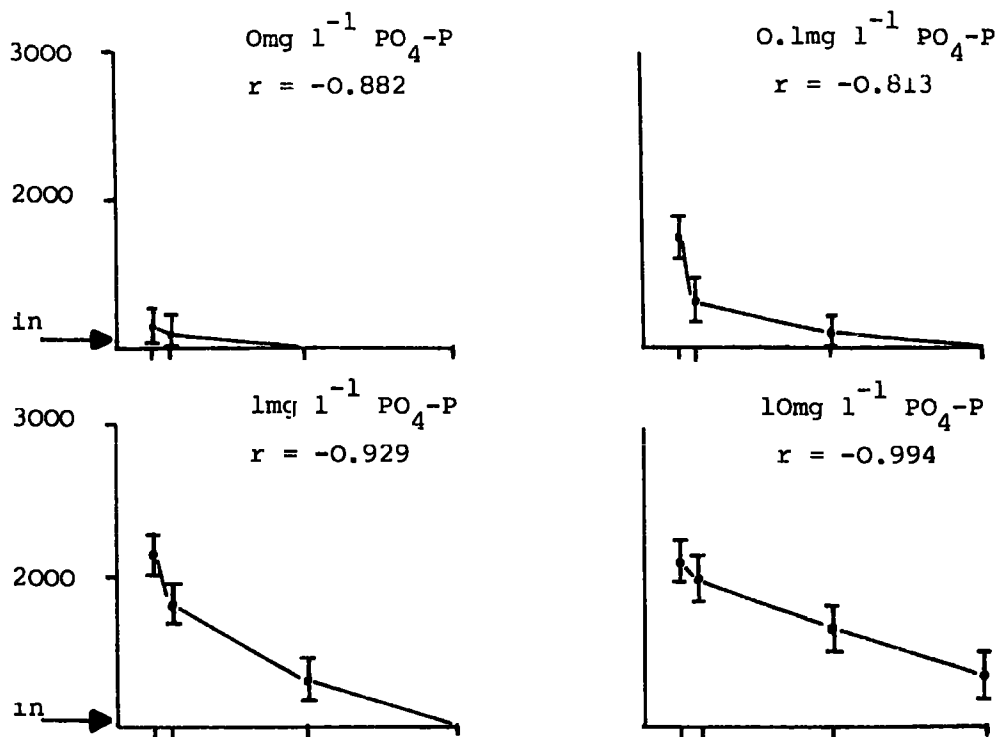 0mg l⁻¹ PO₄-P
r = -0.882
3000
2000
in
0.1mg l⁻¹ PO₄-P
r = -0.813
1mg l⁻¹ PO₄-P
r = -0.929
3000
2000
in
10mg l⁻¹ PO₄-P
r = -0.994